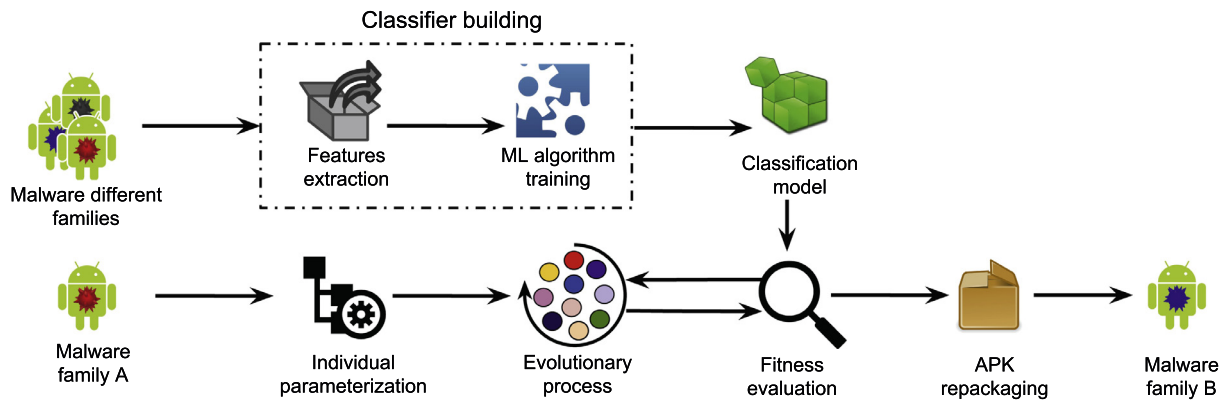 Classifier building
Features
extraction
ML algorithm
training
Classification
model
Malware different
families
Malware
family A
Individual
parameterization
Evolutionary
process
Fitness
evaluation
APK
repackaging
Malware
family B